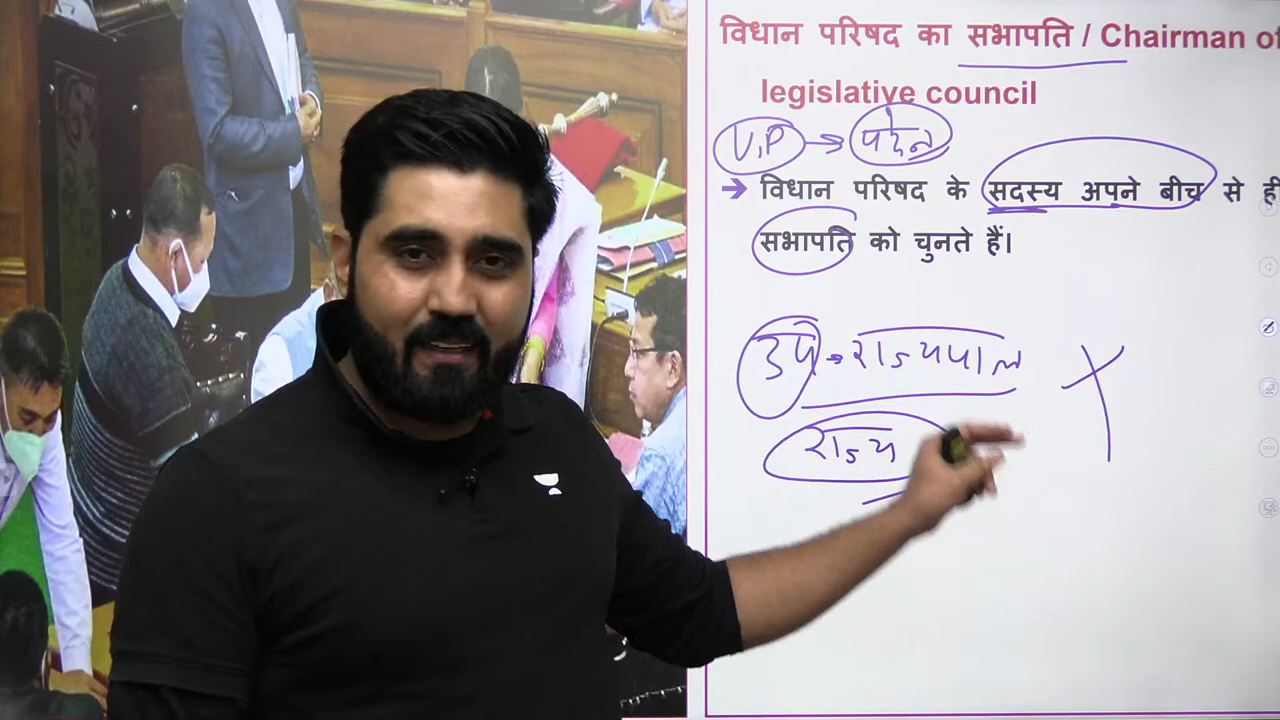 विधान परिषद का सभापति / Chairman of
legislative council
V.P → पदेन
→ विधान परिषद के सदस्य अपने बीच से ही
सभापति को चुनते हैं।
उप → राज्यपाल
राज्य